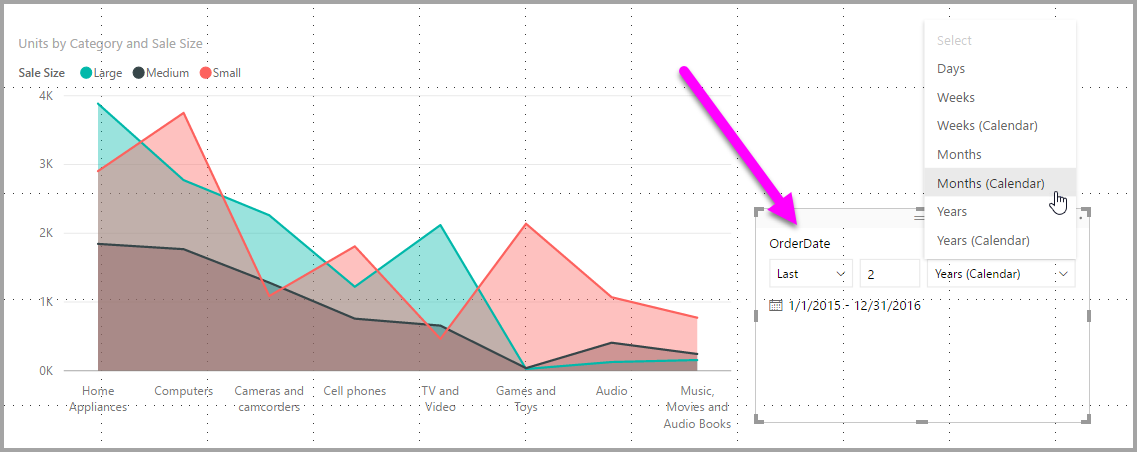 Units by Category and Sale Size
Sale Size Large Medium Small
4K
3K
2K
1K
0K
Home Appliances
Computers
Cameras and camcorders
Cell phones
TV and Video
Games and Toys
Audio
Music, Movies and Audio Books
Select
Days
Weeks
Weeks (Calendar)
Months
Months (Calendar)
Years
Years (Calendar)
OrderDate
Last 2 Years (Calendar)
1/1/2015 - 12/31/2016